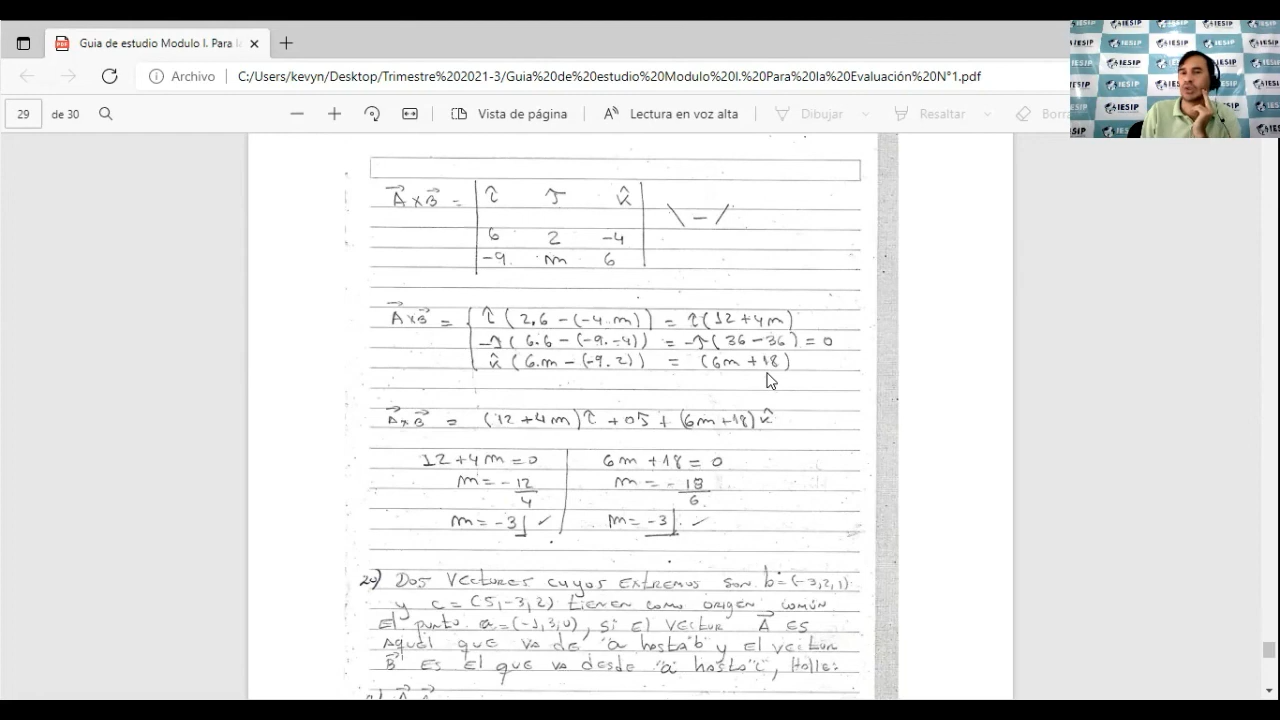 Guia de estudio Modulo I. Para l
Archivo C:/Users/kevyn/Desktop/Trimestre%20 %20de%20estudio%20Modulo%20I.%20Para%20la%20Evaluación%20N°1.pdf
29 de 30 Vista de página Lectura en voz alta Dibujar Resaltar Borra
IESIP
A×B = | î ĵ k̂ | \ – /
6 2 -4
-9 m 6
A×B = { î (2.6 - (-4.m)) = î (12+4m)
-ĵ (6.6 - (-9.-4)) = -ĵ (36-36) = 0
k̂ (6.m - (-9.2)) = (6m+18)
A×B = (12+4m) î + 0ĵ + (6m+18) k̂
12+4m=0 | 6m+18=0
m=-12/4 | m=-18/6
m=-3 ✓ | m=-3 ✓
20) Dos vectores cuyos extremos son b=(-3,2,1)
y c=(5,-3,2) tienen como origen común
El punto a=(-1,3,0), si el vector A es
aquel que va de "a hasta "b" y el vector
B es el que va desde "a" hasta "c", Halle: